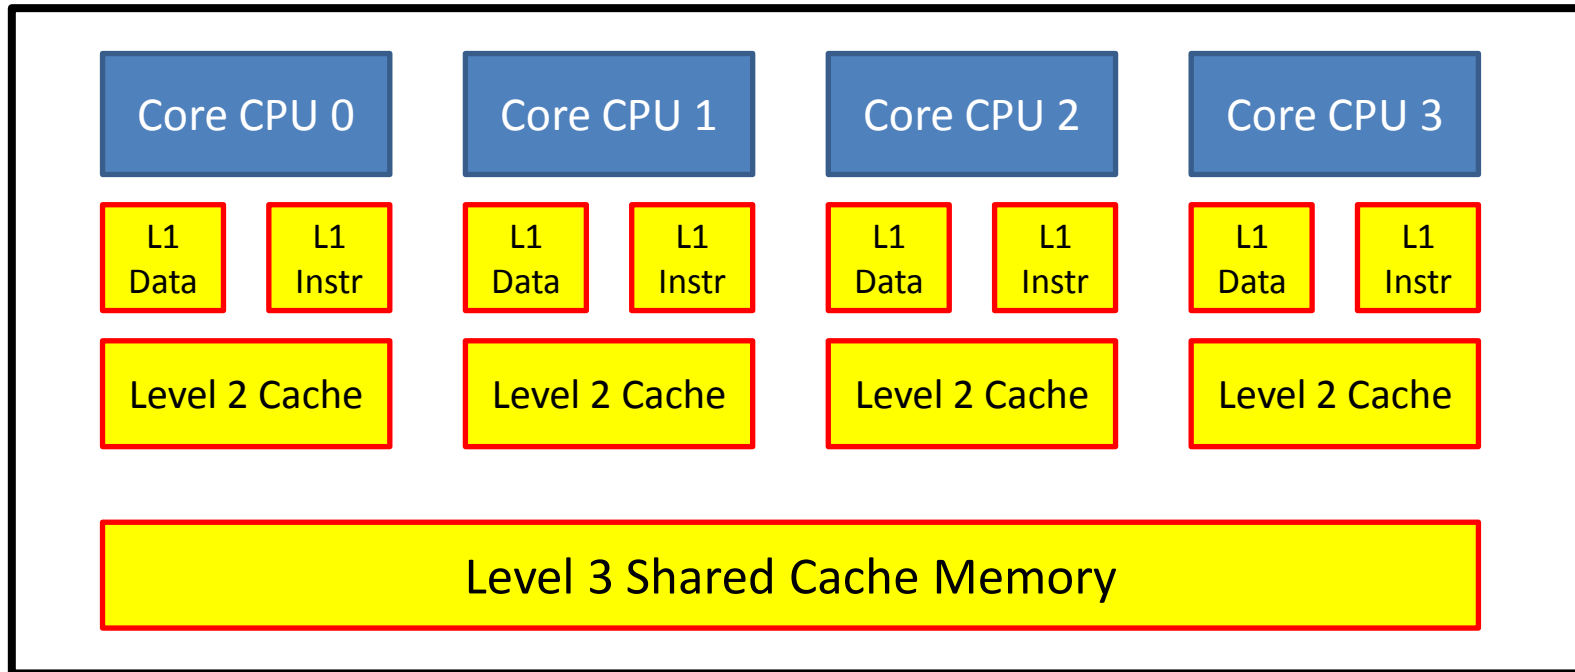 Core CPU 0
Core CPU 1
Core CPU 2
Core CPU 3
L1
Data
L1
Instr
L1
Data
L1
Instr
L1
Data
L1
Instr
L1
Data
L1
Instr
Level 2 Cache
Level 2 Cache
Level 2 Cache
Level 2 Cache
Level 3 Shared Cache Memory